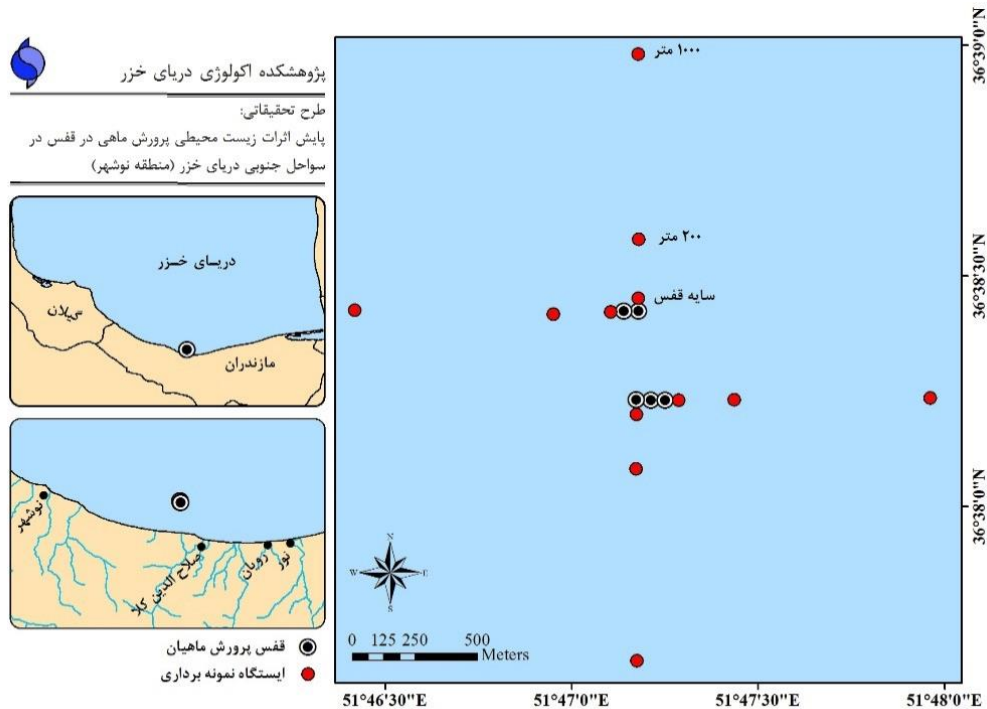 پژوهشکده اکولوژی دریای خزر
طرح تحقیقاتی:
پایش اثرات زیست محیطی پرورش ماهی در قفس در
سواحل جنوبی دریای خزر (منطقه نوشهر)
دریـای خـزر
گیلان
مازندران
نوشهر
صلاح الدین کلا
رویان
نور
قفس پرورش ماهیان
ایستگاه نمونه برداری
۱۰۰۰ متر
۲۰۰ متر
سایه قفس
N
W E
S
0 125 250 500
Meters
36°39'0"N
36°38'30"N
36°38'0"N
51°46'30"E 51°47'0"E 51°47'30"E 51°48'0"E